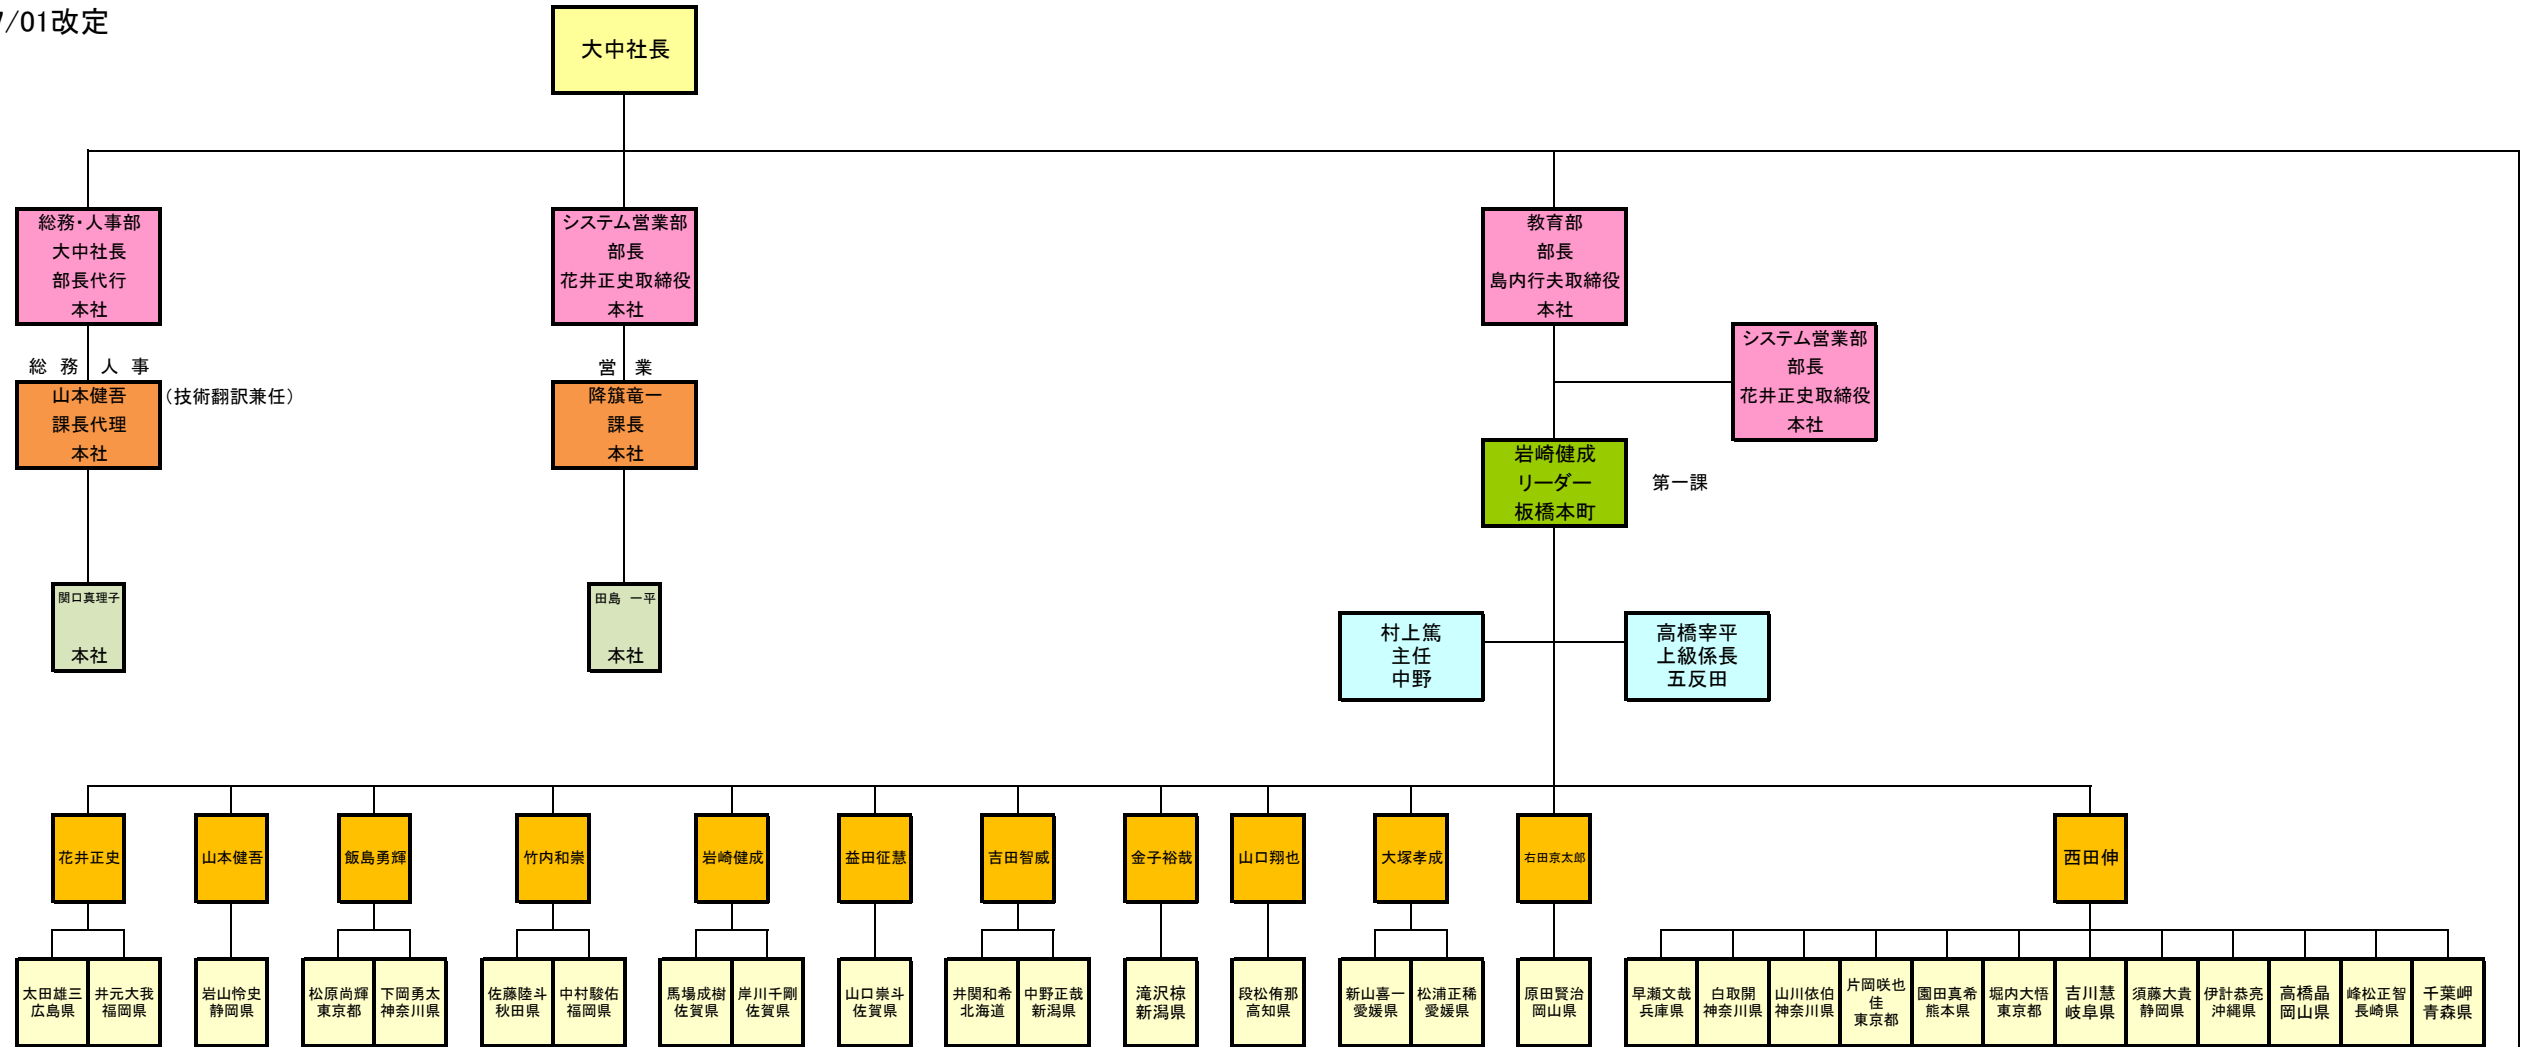 7/01改定
大中社長
総務・人事部
大中社長
部長代行
本社
システム営業部
部長
花井正史取締役
本社
教育部
部長
島内行夫取締役
本社
システム営業部
部長
花井正史取締役
本社
総 務 人 事
山本健吾
課長代理
本社
（技術翻訳兼任）
営 業
降籏竜一
課長
本社
岩崎健成
リーダー
板橋本町
第一課
関口真理子
本社
田島 一平
本社
村上篤
主任
中野
高橋宰平
上級係長
五反田
花井正史
山本健吾
飯島勇輝
竹内和崇
岩崎健成
益田征慧
吉田智威
金子裕哉
山口翔也
大塚孝成
右田京太郎
西田伸
太田雄三
広島県
井元大我
福岡県
岩山怜史
静岡県
松原尚輝
東京都
下岡勇太
神奈川県
佐藤陸斗
秋田県
中村駿佑
福岡県
馬場成樹
佐賀県
岸川千剛
佐賀県
山口崇斗
佐賀県
井関和希
北海道
中野正哉
新潟県
滝沢椋
新潟県
段松侑那
高知県
新山喜一
愛媛県
松浦正稀
愛媛県
原田賢治
岡山県
早瀬文哉
兵庫県
白取開
神奈川県
山川依伯
神奈川県
片岡咲也
佳
東京都
園田真希
熊本県
堀内大悟
東京都
吉川慧
岐阜県
須藤大貴
静岡県
伊計恭亮
沖縄県
高橋晶
岡山県
峰松正智
長崎県
千葉岬
青森県